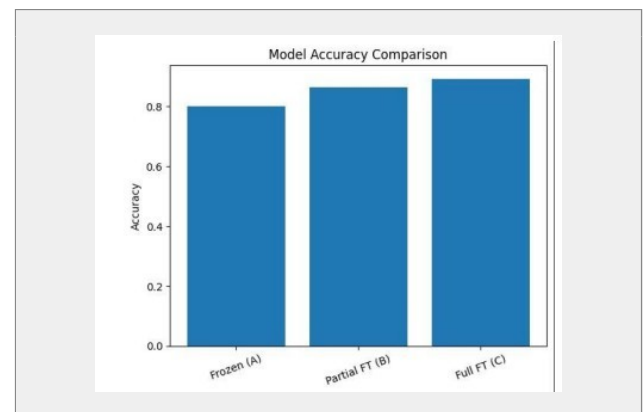 Model Accuracy Comparison
Accuracy
0.8
0.6
0.4
0.2
0.0
Frozen (A)
Partial FT (B)
Full FT (C)